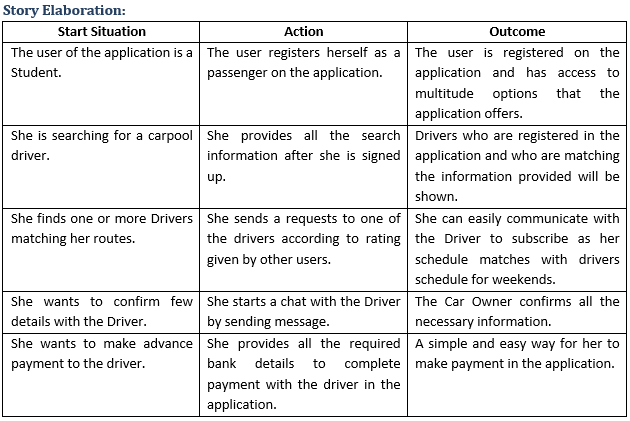 Story Elaboration:
Start Situation
Action
Outcome
The user of the application is a
Student.
The user registers herself as a
passenger on the application.
The user is registered on the
application and has access to
multitude options that the
application offers.
She is searching for a carpool
driver.
She provides all the search
information after she is signed
up.
Drivers who are registered in the
application and who are matching
the information provided will be
shown.
She finds one or more Drivers
matching her routes.
She sends a requests to one of
the drivers according to rating
given by other users.
She can easily communicate with
the Driver to subscribe as her
schedule matches with drivers
schedule for weekends.
She wants to confirm few
details with the Driver.
She starts a chat with the Driver
by sending message.
The Car Owner confirms all the
necessary information.
She wants to make advance
payment to the driver.
She provides all the required
bank details to complete
payment with the driver in the
application.
A simple and easy way for her to
make payment in the application.